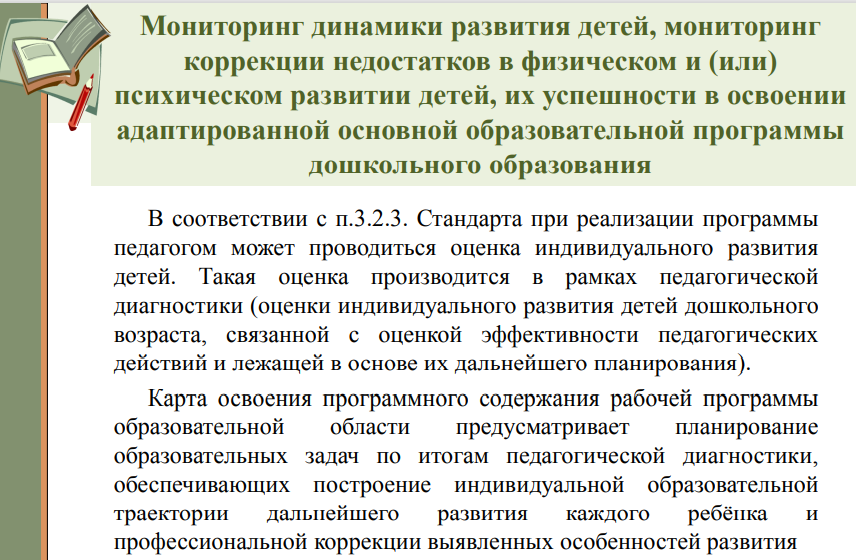 Мониторинг динамики развития детей, мониторинг
коррекции недостатков в физическом и (или)
психическом развитии детей, их успешности в освоении
адаптированной основной образовательной программы
дошкольного образования
В соответствии с п.3.2.3. Стандарта при реализации программы
педагогом может проводиться оценка индивидуального развития
детей. Такая оценка производится в рамках педагогической
диагностики (оценки индивидуального развития детей дошкольного
возраста, связанной с оценкой эффективности педагогических
действий и лежащей в основе их дальнейшего планирования).
Карта освоения программного содержания рабочей программы
образовательной области предусматривает планирование
образовательных задач по итогам педагогической диагностики,
обеспечивающих построение индивидуальной образовательной
траектории дальнейшего развития каждого ребёнка и
профессиональной коррекции выявленных особенностей развития